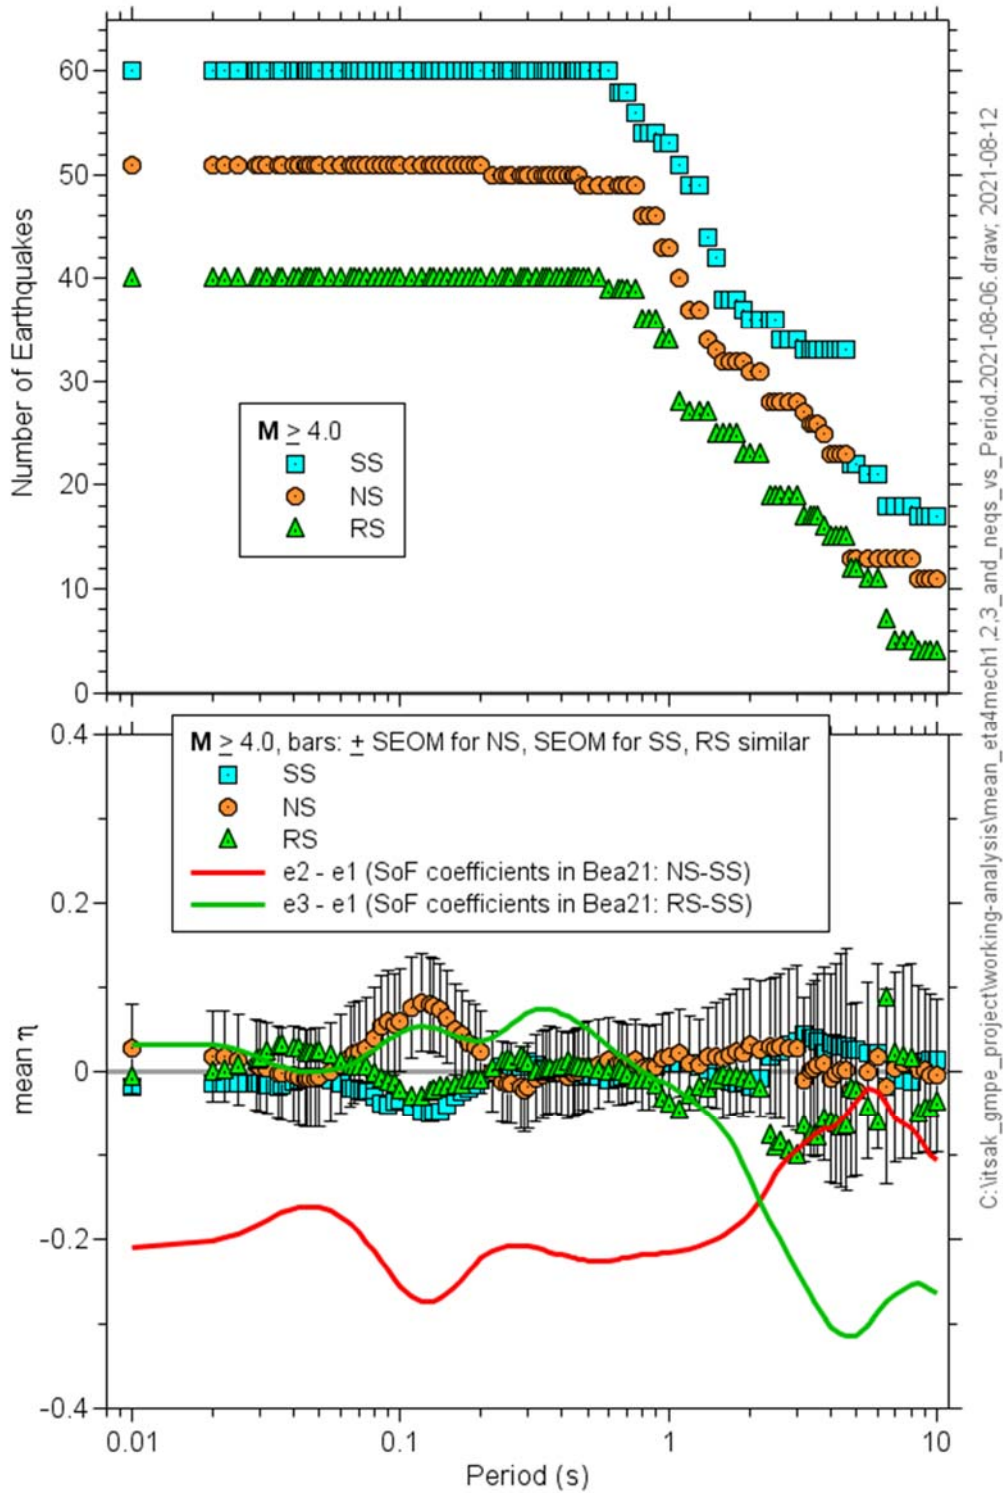 60
50
40
30
20
10
0
Number of Earthquakes
M ≥ 4.0
SS
NS
RS
0.4
0.2
0
-0.2
-0.4
mean η
M ≥ 4.0, bars: ± SEOM for NS, SEOM for SS, RS similar
SS
NS
RS
e2 - e1 (SoF coefficients in Bea21: NS-SS)
e3 - e1 (SoF coefficients in Bea21: RS-SS)
0.01 0.1 1 10
Period (s)
C:\itsak_gmpe_project\working-analysis\mean_eta4mech1,2,3_and_neqs_vs_Period.2021-08-06.draw; 2021-08-12